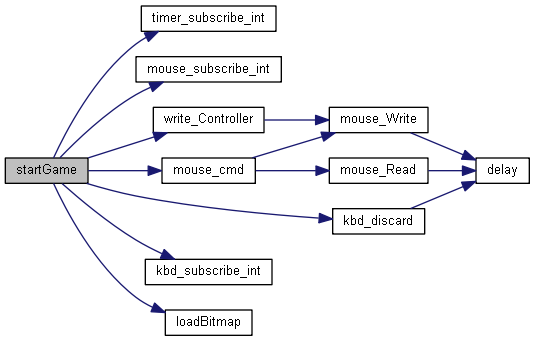 timer_subscribe_int
mouse_subscribe_int
write_Controller
mouse_Write
startGame
mouse_cmd
mouse_Read
delay
kbd_discard
kbd_subscribe_int
loadBitmap